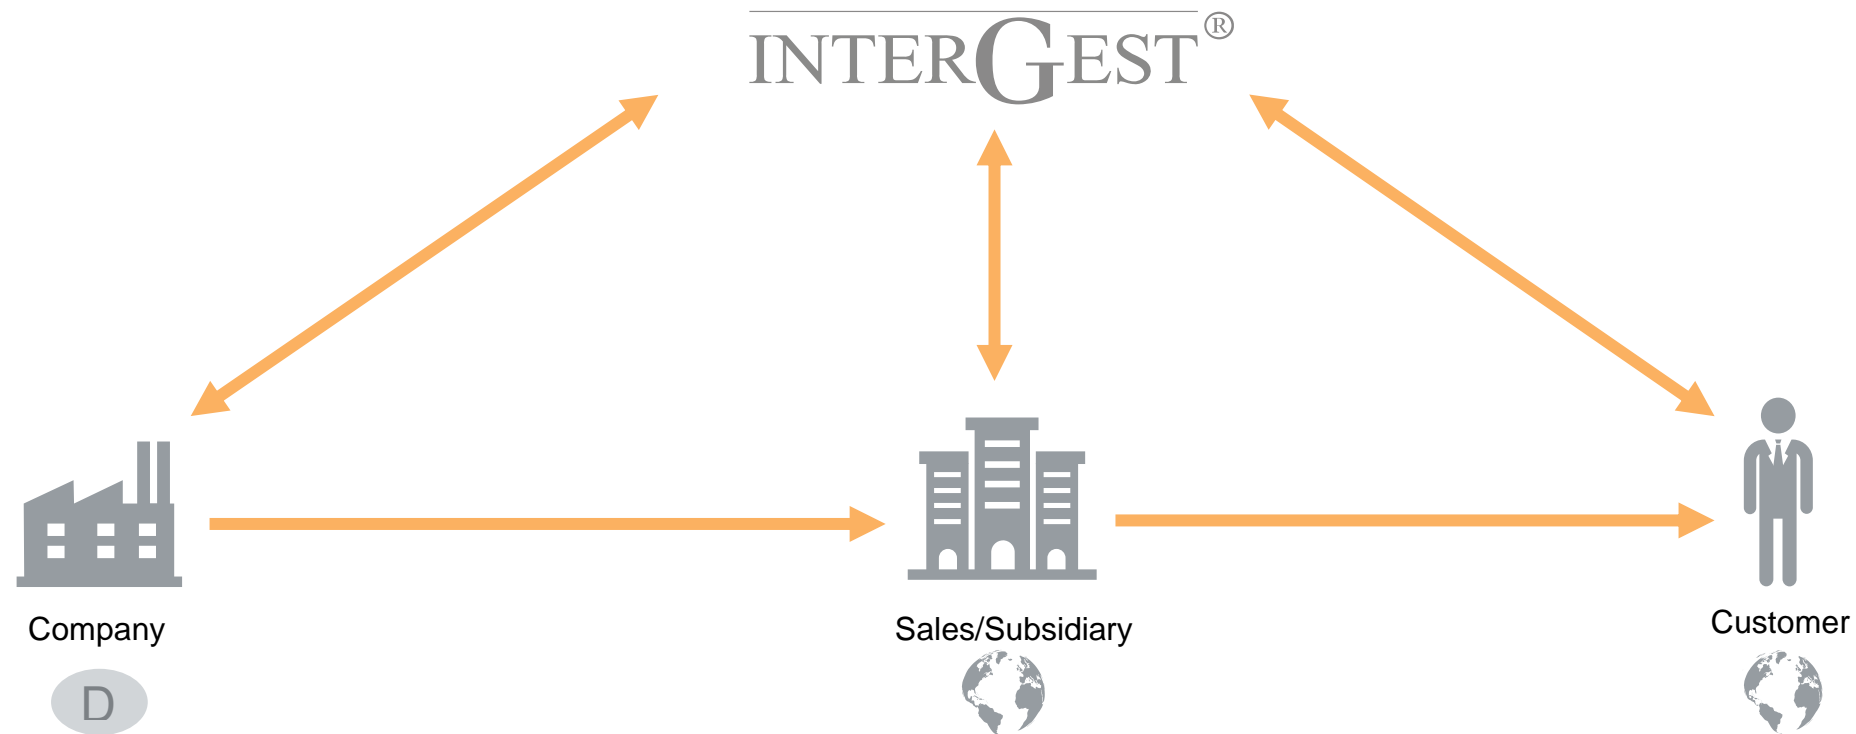 INTERGEST®
Company
Sales/Subsidiary
Customer
D